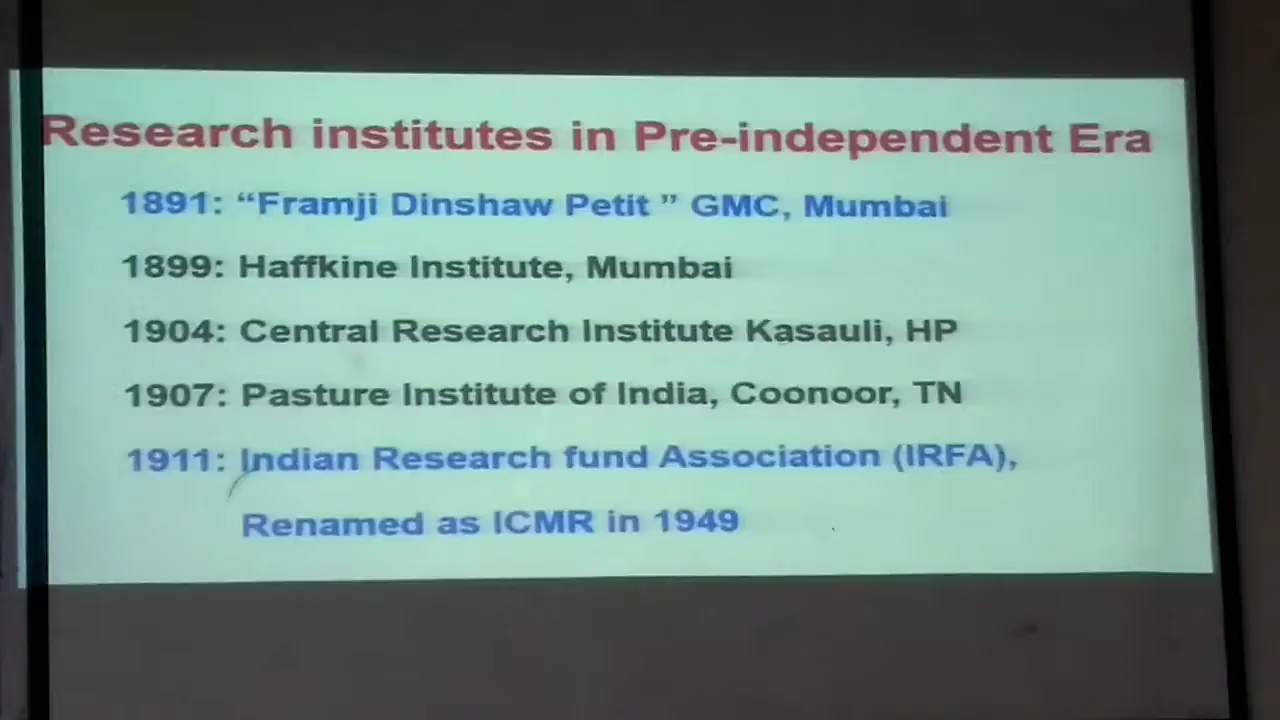 Research institutes in Pre-independent Era
1891: “Framji Dinshaw Petit ” GMC, Mumbai
1899: Haffkine Institute, Mumbai
1904: Central Research Institute Kasauli, HP
1907: Pasture Institute of India, Coonoor, TN
1911: Indian Research fund Association (IRFA),
Renamed as ICMR in 1949